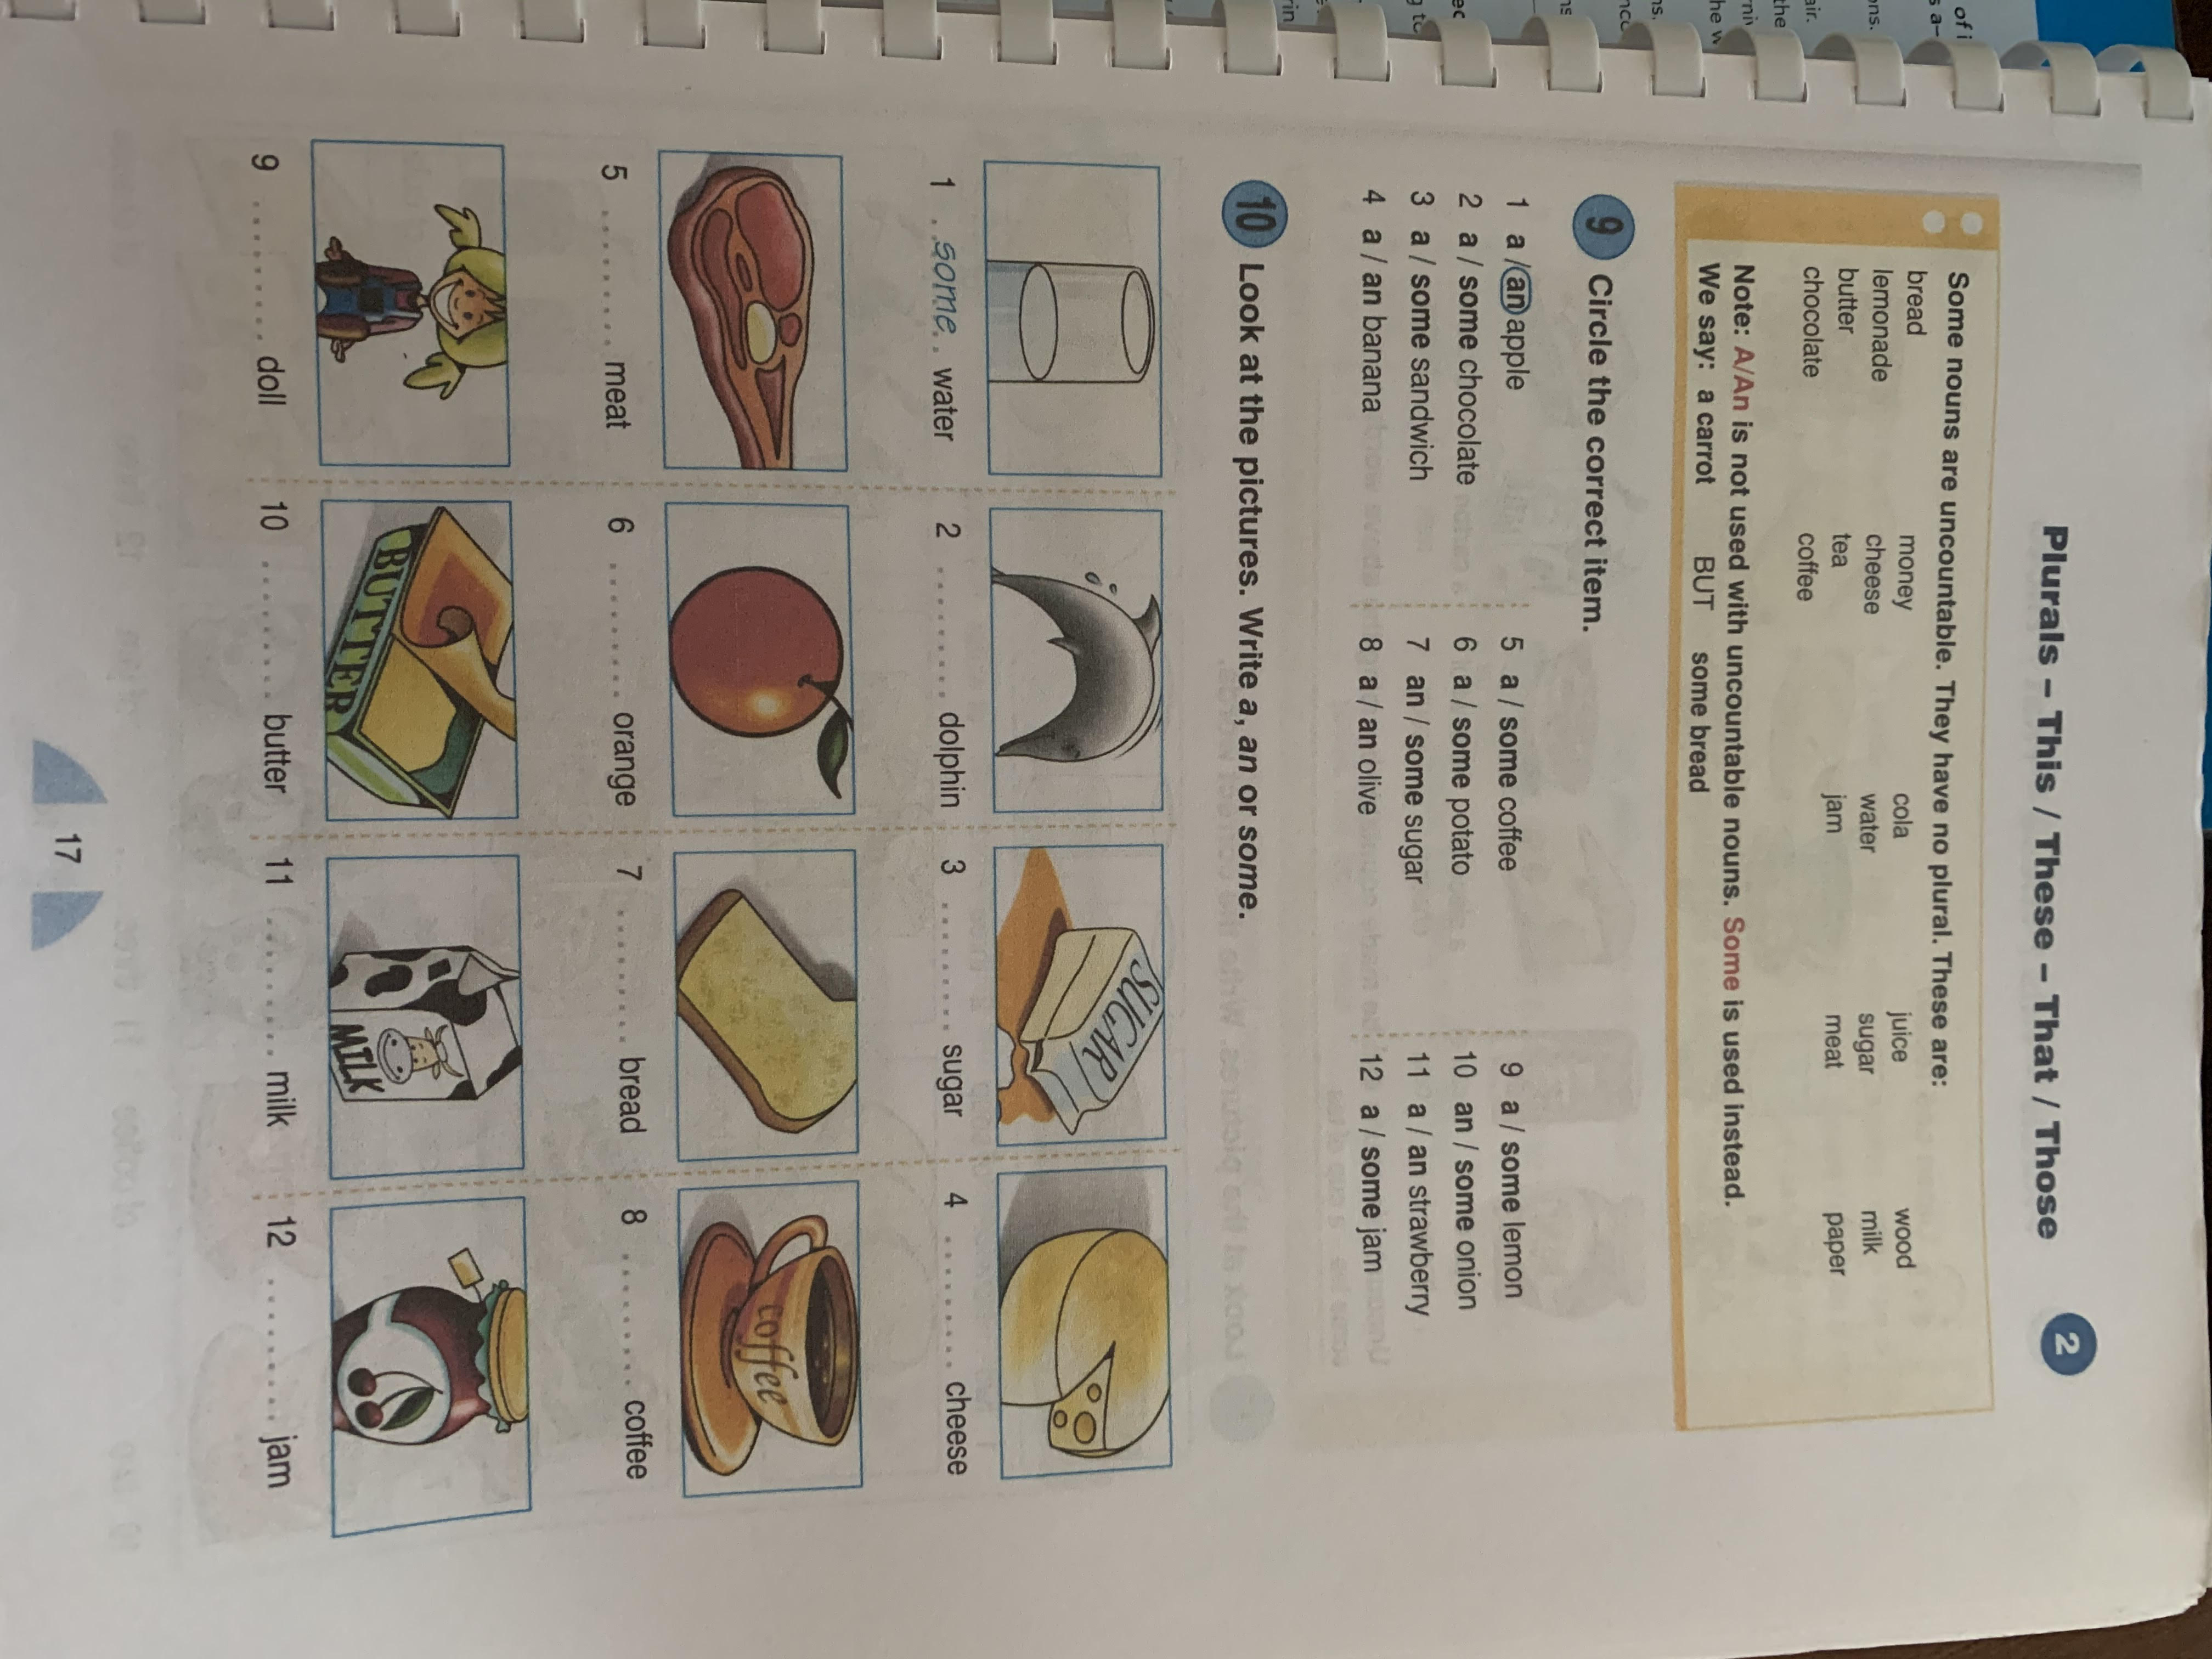 Plurals – This / These – That / Those
2
Some nouns are uncountable. They have no plural. These are:
bread money cola juice wood
lemonade cheese water sugar milk
butter tea jam meat paper
chocolate coffee
Note: A/An is not used with uncountable nouns. Some is used instead.
We say: a carrot BUT some bread
9 Circle the correct item.
1 a / an apple
2 a / some chocolate
3 a / some sandwich
4 a / an banana
5 a / some coffee
6 a / some potato
7 an / some sugar
8 a / an olive
9 a / some lemon
10 an / some onion
11 a / an strawberry
12 a / some jam
10 Look at the pictures. Write a, an or some.
SUGAR
1 ..some.. water
2 ......... dolphin
3 ......... sugar
4 ......... cheese
coffee
5 ......... meat
6 ......... orange
7 ......... bread
8 ......... coffee
BUTTER
MILK
9 ......... doll
10 ......... butter
11 ......... milk
12 ......... jam
17